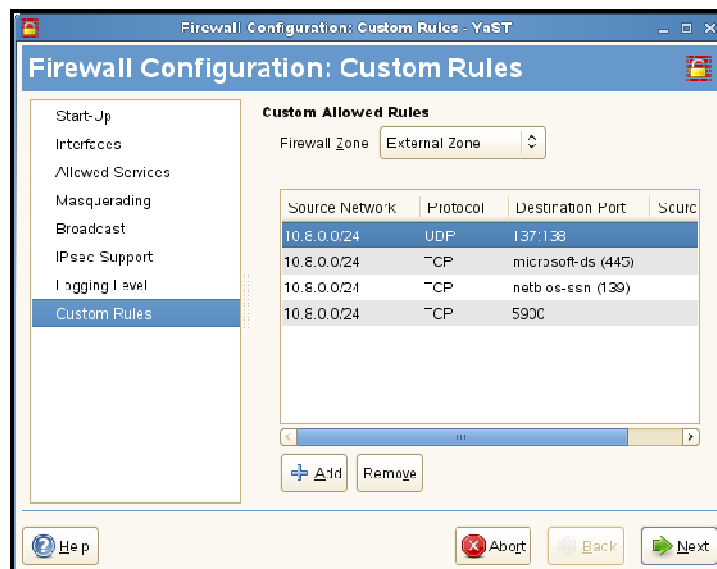 Firewall Configuration: Custom Rules - YaST
Firewall Configuration: Custom Rules
Start-Up
Interfaces
Allowed Services
Masquerading
Broadcast
IPsec Support
Logging Level
Custom Rules
Custom Allowed Rules
Firewall Zone External Zone
Source Network Protocol Destination Port Sourc
10.8.0.0/24 UDP 137:138
10.8.0.0/24 TCP microsoft-ds (445)
10.8.0.0/24 TCP netbios-ssn (139)
10.8.0.0/24 TCP 5900
Add Remove
Help Abort Back Next